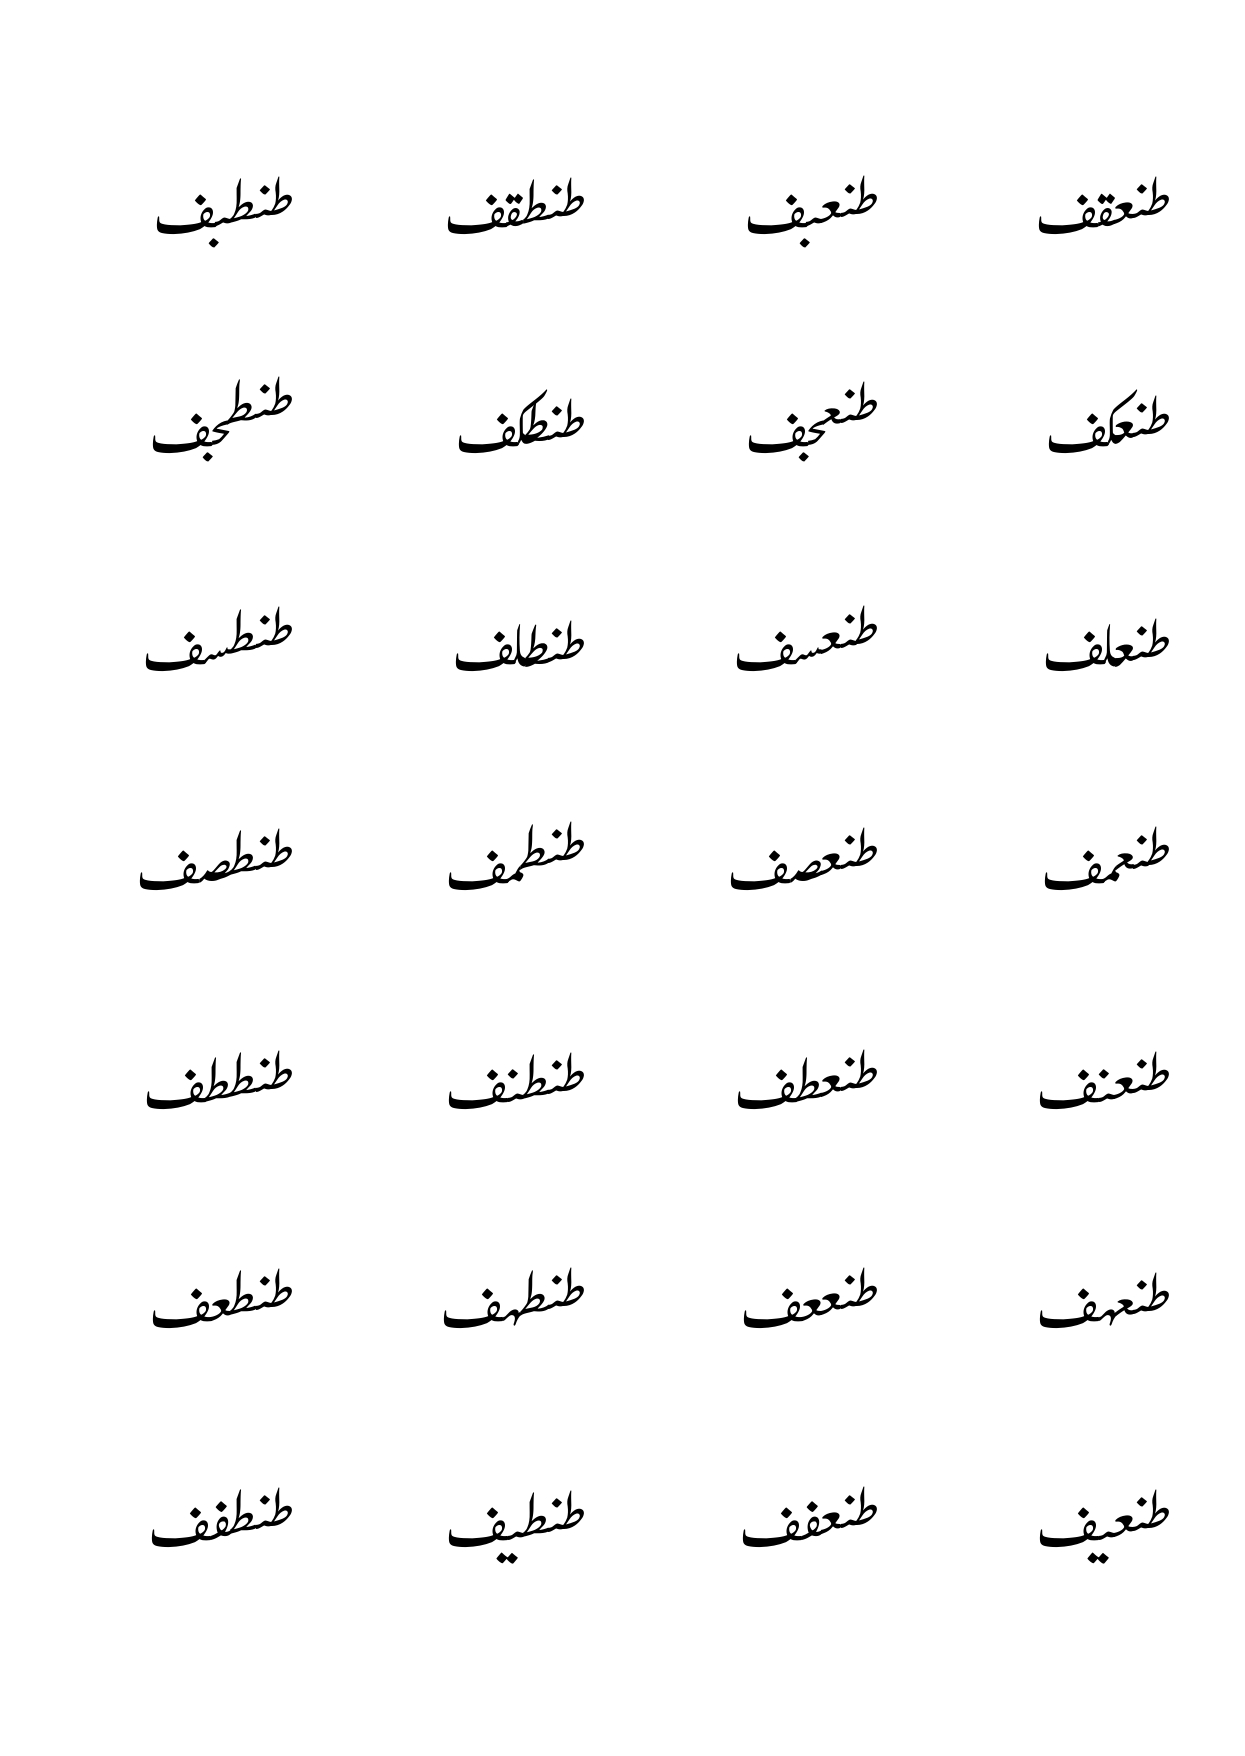 طنعقف طنعبف طنطقف طنطبف
طنعكف طنعجف طنطكف طنطجف
طنعلف طنعسف طنطلف طنطسف
طنعمف طنعصف طنطمف طنطصف
طنعنف طنعطف طنطنف طنططف
طنعهف طنععف طنطهف طنطعف
طنعيف طنعفف طنطيف طنطفف